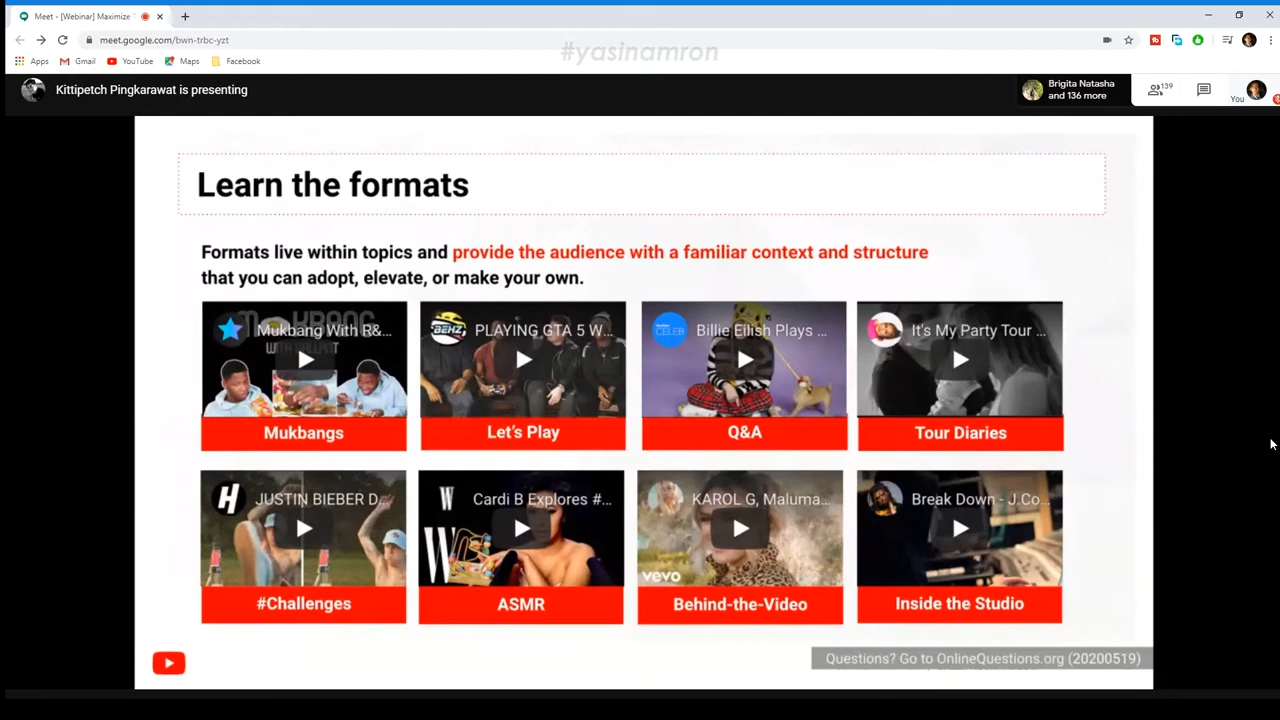 Meet - [Webinar] Maximize
meet.google.com/bwn-trbc-yzt
#yasinamron
Apps
Gmail
YouTube
Maps
Facebook
Kittipetch Pingkarawat is presenting
Brigita Natasha
and 136 more
139
You
Learn the formats
Formats live within topics and provide the audience with a familiar context and structure
that you can adopt, elevate, or make your own.
Mukbang With R&...
PLAYING GTA 5 W...
Billie Eilish Plays ...
It's My Party Tour ...
BEHZ
CELEB
Mukbangs
Let's Play
Q&A
Tour Diaries
JUSTIN BIEBER D...
Cardi B Explores #...
KAROL G, Maluma...
Break Down - J.Co...
H
W
W
vevo
#Challenges
ASMR
Behind-the-Video
Inside the Studio
Questions? Go to OnlineQuestions.org (20200519)